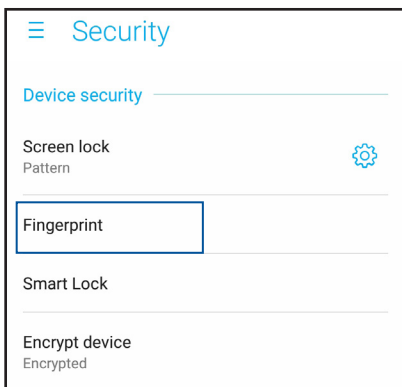 Security
Device security
Screen lock
Pattern
Fingerprint
Smart Lock
Encrypt device
Encrypted